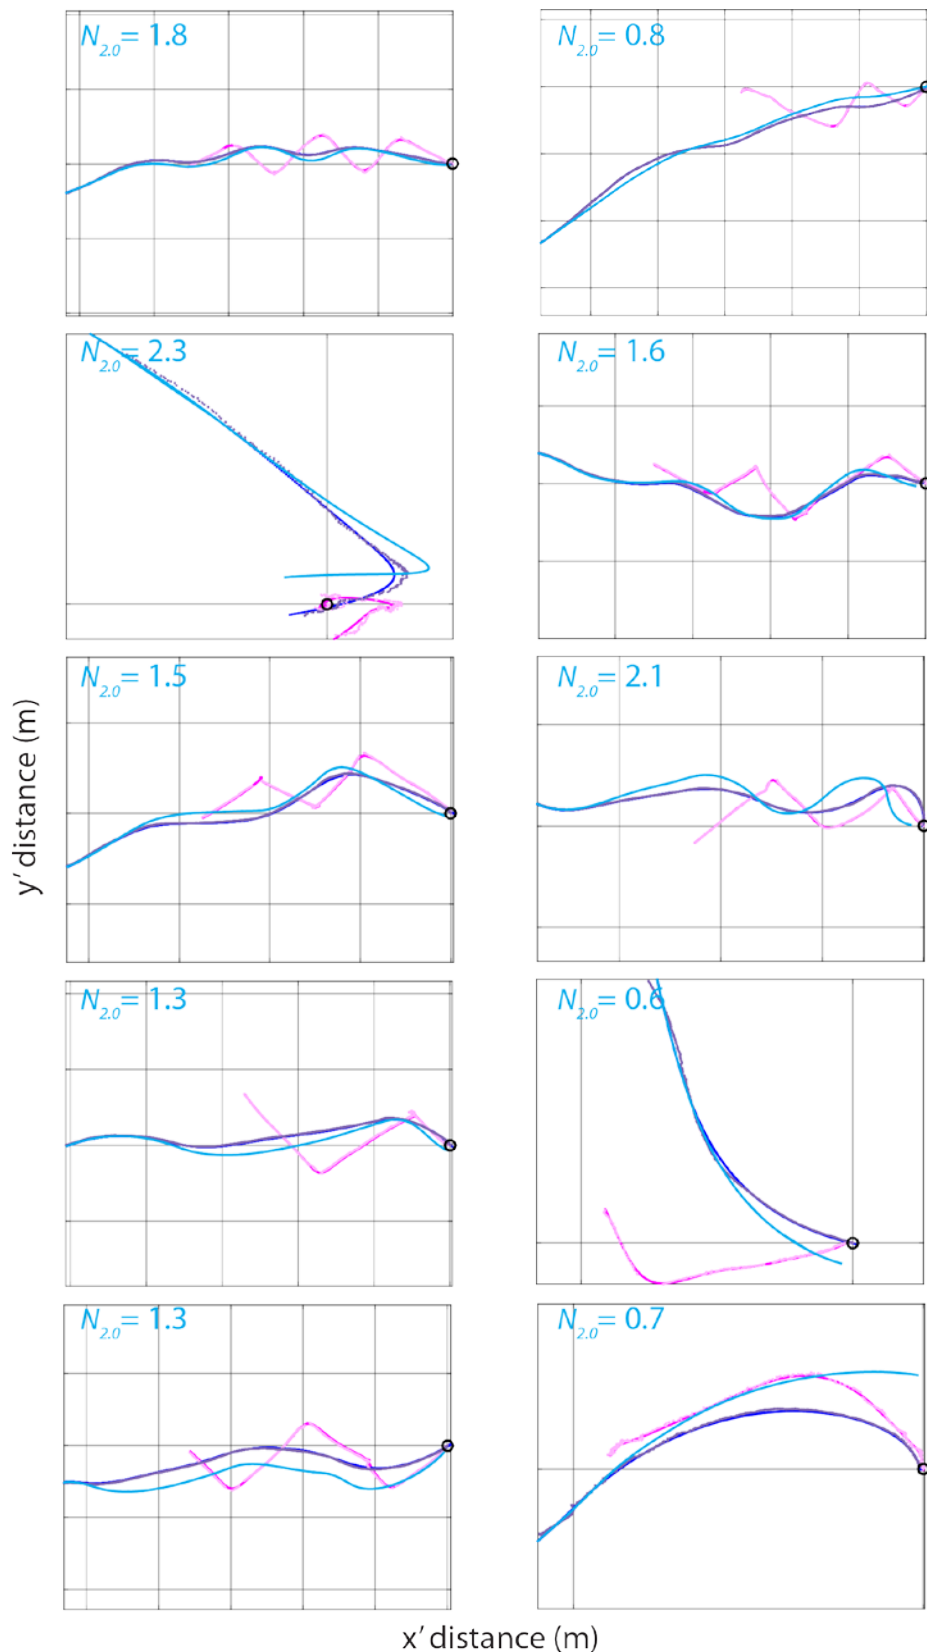 N2.0= 1.8
N2.0= 0.8
N2.0= 2.3
N2.0= 1.6
N2.0= 1.5
N2.0= 2.1
N2.0= 1.3
N2.0= 0.6
N2.0= 1.3
N2.0= 0.7
y′ distance (m)
x′ distance (m)